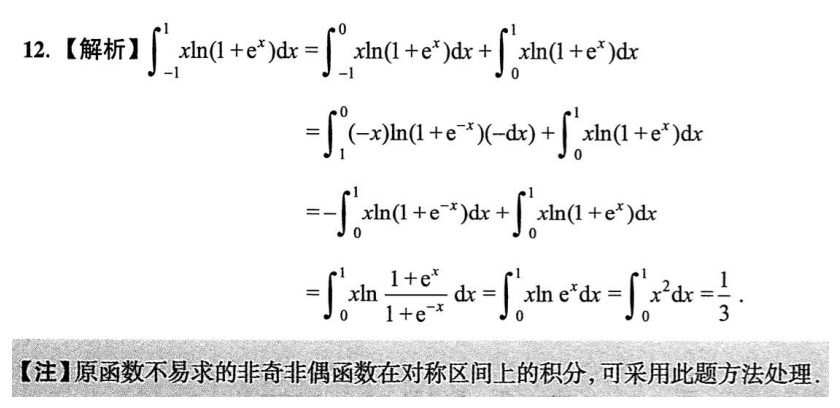 12. 【解析】∫_{-1}^{1} xln(1+e^x)dx = ∫_{-1}^{0} xln(1+e^x)dx + ∫_{0}^{1} xln(1+e^x)dx
= ∫_{1}^{0} (-x)ln(1+e^{-x})(-dx) + ∫_{0}^{1} xln(1+e^x)dx
= -∫_{0}^{1} xln(1+e^{-x})dx + ∫_{0}^{1} xln(1+e^x)dx
= ∫_{0}^{1} xln \frac{1+e^x}{1+e^{-x}} dx = ∫_{0}^{1} xln e^x dx = ∫_{0}^{1} x^2 dx = \frac{1}{3}.
【注】原函数不易求的非奇非偶函数在对称区间上的积分,可采用此题方法处理.